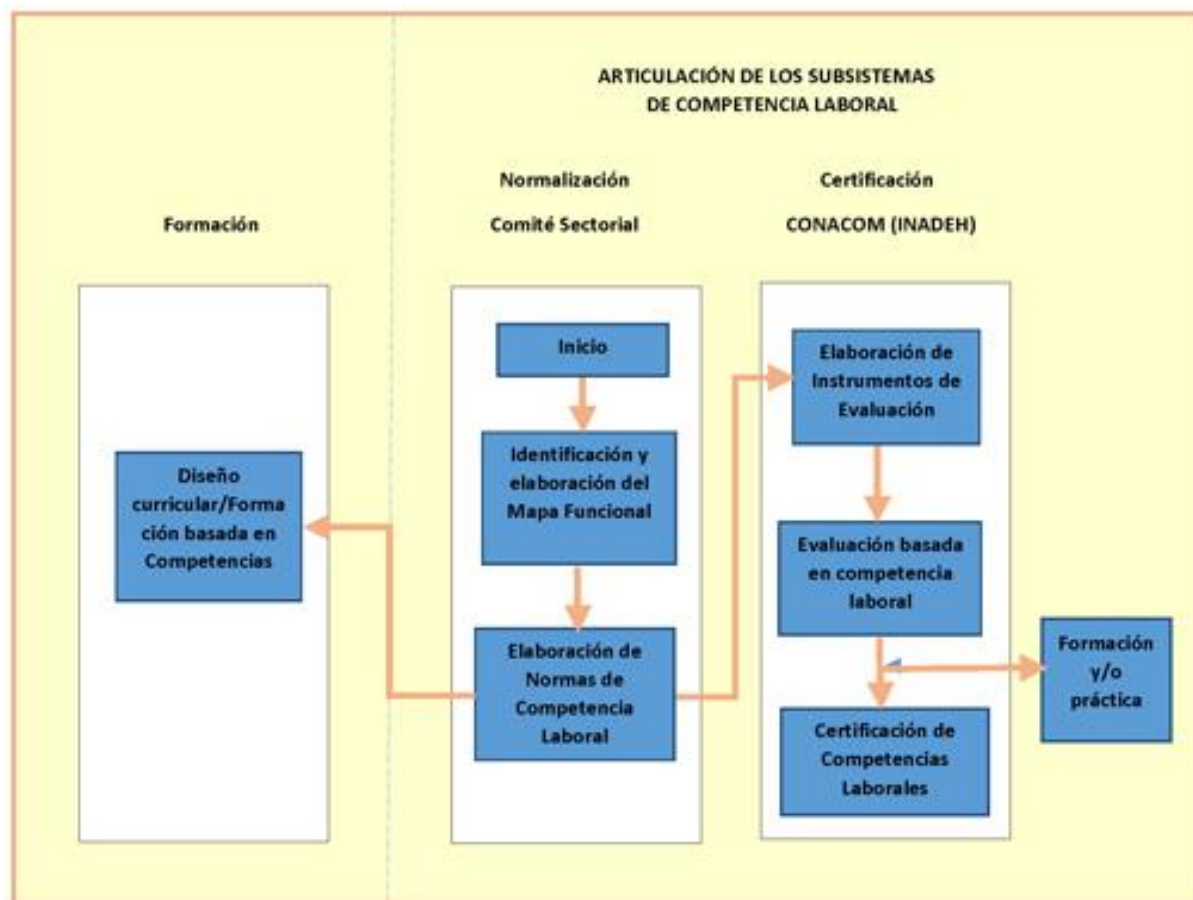 ARTICULACIÓN DE LOS SUBSISTEMAS
DE COMPETENCIA LABORAL
Formación
Normalización
Comité Sectorial
Certificación
CONACOM (INADEH)
Diseño
curricular/Forma
ción basada en
Competencias
Inicio
Identificación y
elaboración del
Mapa Funcional
Elaboración de
Normas de
Competencia
Laboral
Elaboración de
Instrumentos de
Evaluación
Evaluación basada
en competencia
laboral
Certificación de
Competencias
Laborales
Formación
y/o
práctica